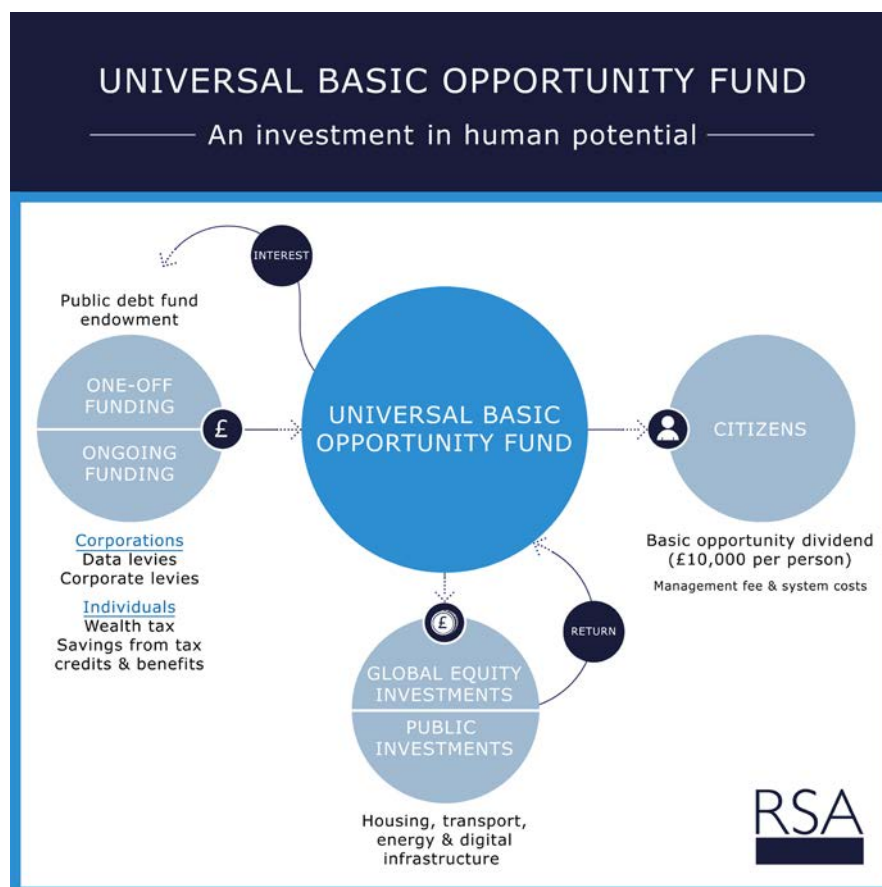 UNIVERSAL BASIC OPPORTUNITY FUND
An investment in human potential
INTEREST
Public debt fund
endowment
ONE-OFF
FUNDING
£
ONGOING
FUNDING
UNIVERSAL BASIC
OPPORTUNITY FUND
CITIZENS
Corporations
Data levies
Corporate levies
Individuals
Wealth tax
Savings from tax
credits & benefits
Basic opportunity dividend
(£10,000 per person)
Management fee & system costs
£
RETURN
GLOBAL EQUITY
INVESTMENTS
PUBLIC
INVESTMENTS
Housing, transport,
energy & digital
infrastructure
RSA